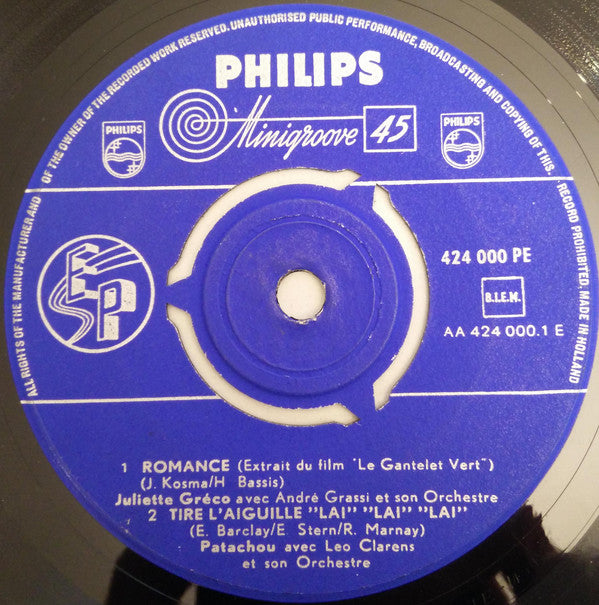 ALL RIGHTS OF THE MANUFACTURER AND OF THE OWNER OF THE RECORDED WORK RESERVED. UNAUTHORISED PUBLIC PERFORMANCE, BROADCASTING AND COPYING OF THIS. RECORD PROHIBITED. MADE IN HOLLAND
PHILIPS
PHILIPS
Minigroove 45
PHILIPS
EP
424 000 PE
B.I.E.M.
AA 424 000.1 E
1 ROMANCE (Extrait du film "Le Gantelet Vert")
(J. Kosma/H Bassis)
Juliette Gréco avec André Grassi et son Orchestre
2 TIRE L'AIGUILLE "LAI" "LAI" "LAI"
(E. Barclay/E. Stern/R. Marnay)
Patachou avec Leo Clarens
et son Orchestre